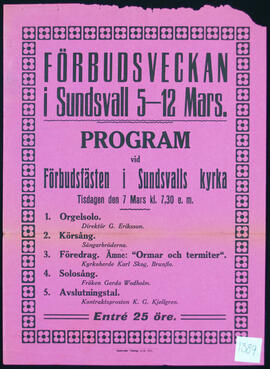 FÖRBUDSVECKAN
i Sundsvall 5—12 Mars.
PROGRAM
vid
Förbudsfästen i Sundsvalls kyrka
Tisdagen den 7 Mars kl. 7,30 e. m.
1. Orgelsolo.
Direktör G. Eriksson.
2. Körsång.
Sångarbröderna.
3. Föredrag. Ämne: "Ormar och termiter".
Kyrkoherde Karl Skog, Brunflo.
4. Solosång.
Fröken Gerda Wedholm.
5. Avslutningstal.
Kontraktsprosten K. G. Kjellgren.
Entré 25 öre.
1389